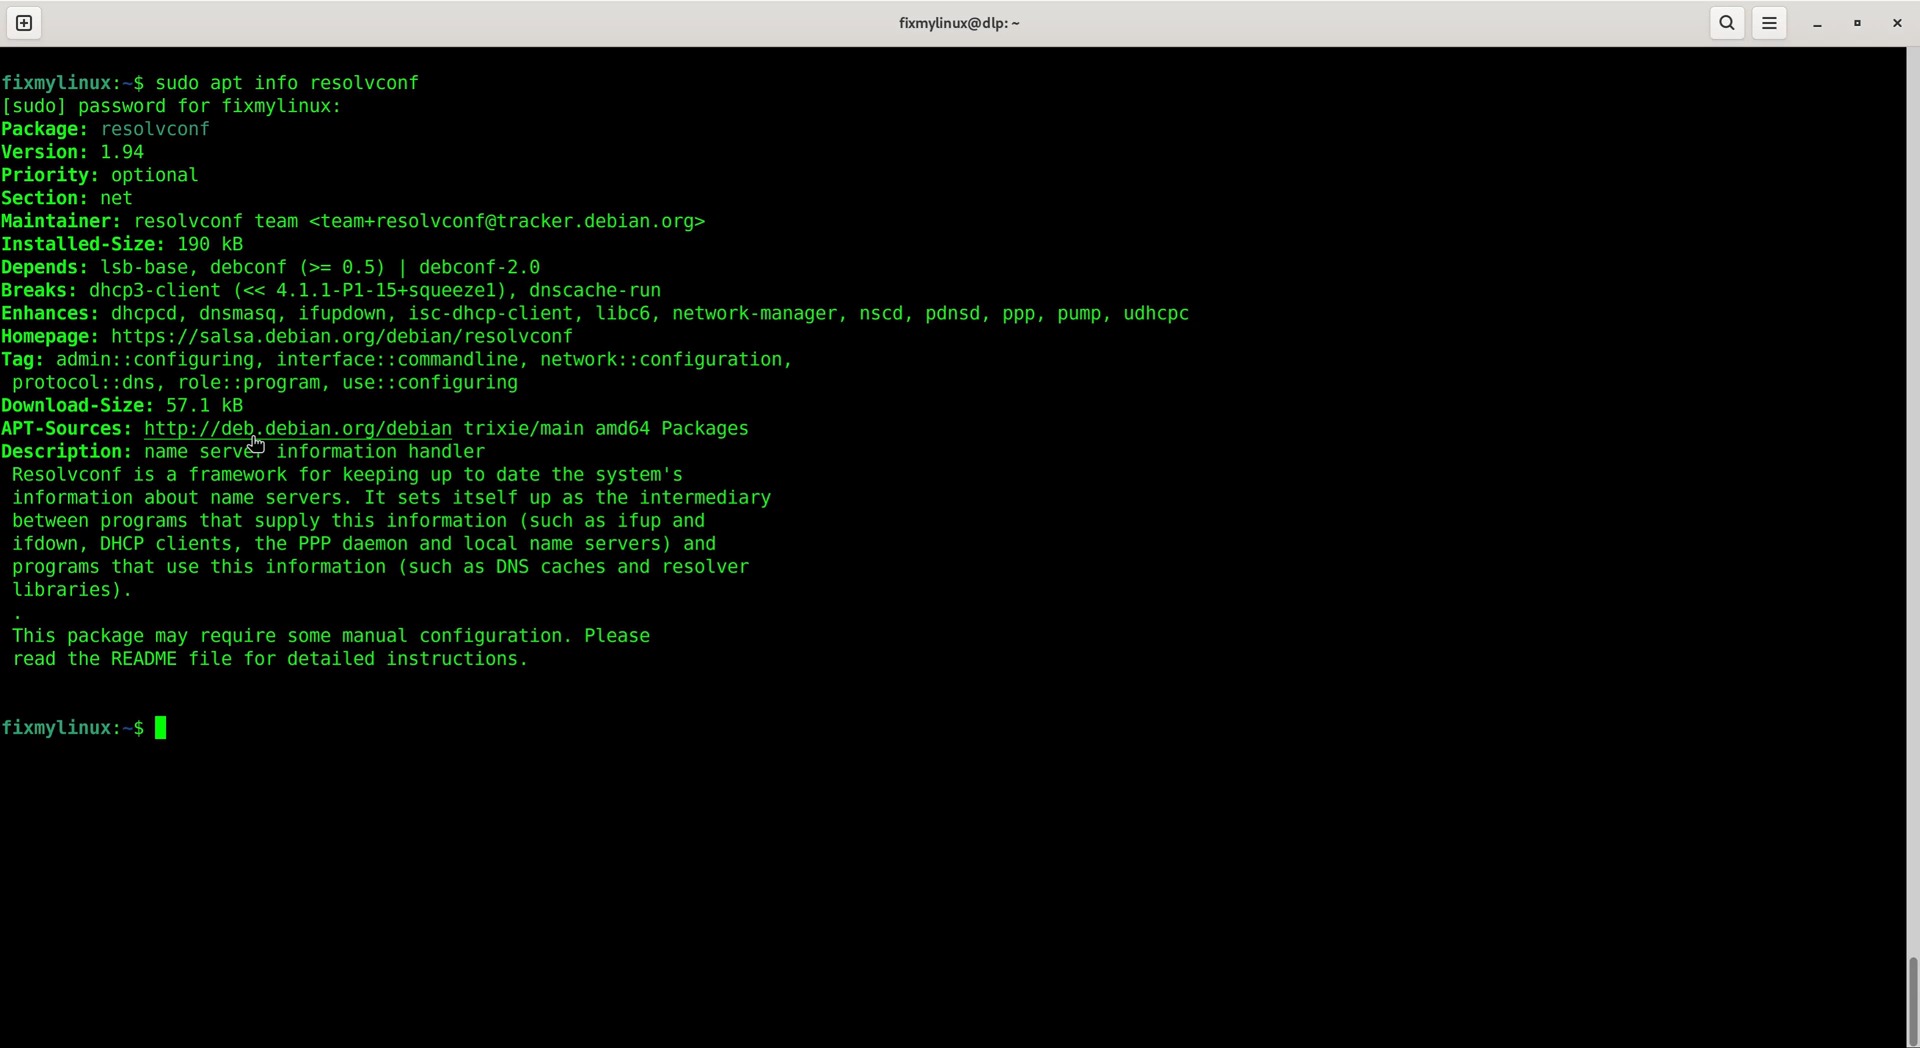 fixmylinux@dlp: ~
fixmylinux:~$ sudo apt info resolvconf
[sudo] password for fixmylinux:
Package: resolvconf
Version: 1.94
Priority: optional
Section: net
Maintainer: resolvconf team <team+resolvconf@tracker.debian.org>
Installed-Size: 190 kB
Depends: lsb-base, debconf (>= 0.5) | debconf-2.0
Breaks: dhcp3-client (<< 4.1.1-P1-15+squeeze1), dnscache-run
Enhances: dhcpcd, dnsmasq, ifupdown, isc-dhcp-client, libc6, network-manager, nscd, pdnsd, ppp, pump, udhcpc
Homepage: https://salsa.debian.org/debian/resolvconf
Tag: admin::configuring, interface::commandline, network::configuration,
 protocol::dns, role::program, use::configuring
Download-Size: 57.1 kB
APT-Sources: http://deb.debian.org/debian trixie/main amd64 Packages
Description: name server information handler
 Resolvconf is a framework for keeping up to date the system's
 information about name servers. It sets itself up as the intermediary
 between programs that supply this information (such as ifup and
 ifdown, DHCP clients, the PPP daemon and local name servers) and
 programs that use this information (such as DNS caches and resolver
 libraries).
 .
 This package may require some manual configuration. Please
 read the README file for detailed instructions.
fixmylinux:~$